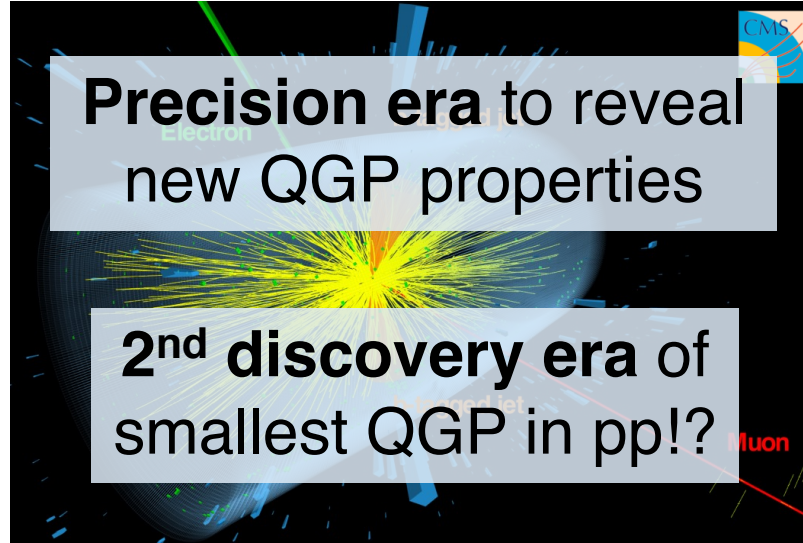 CMS
Precision era to reveal
Electron
new QGP properties
2nd discovery era of
smallest QGP in pp!?
Muon